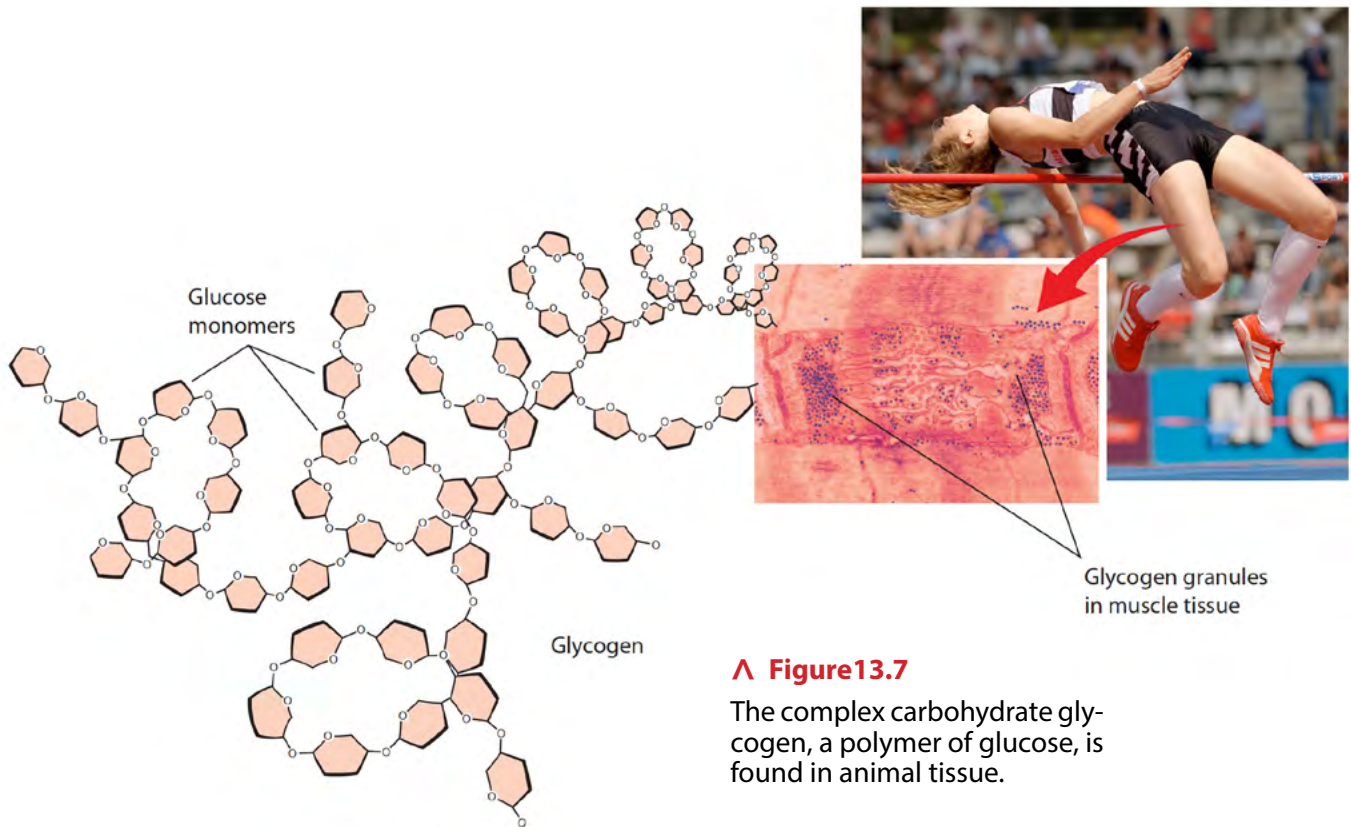 Glucose
monomers
Glycogen
SPORT
M O
Glycogen granules
in muscle tissue
Λ Figure13.7
The complex carbohydrate gly-
cogen, a polymer of glucose, is
found in animal tissue.